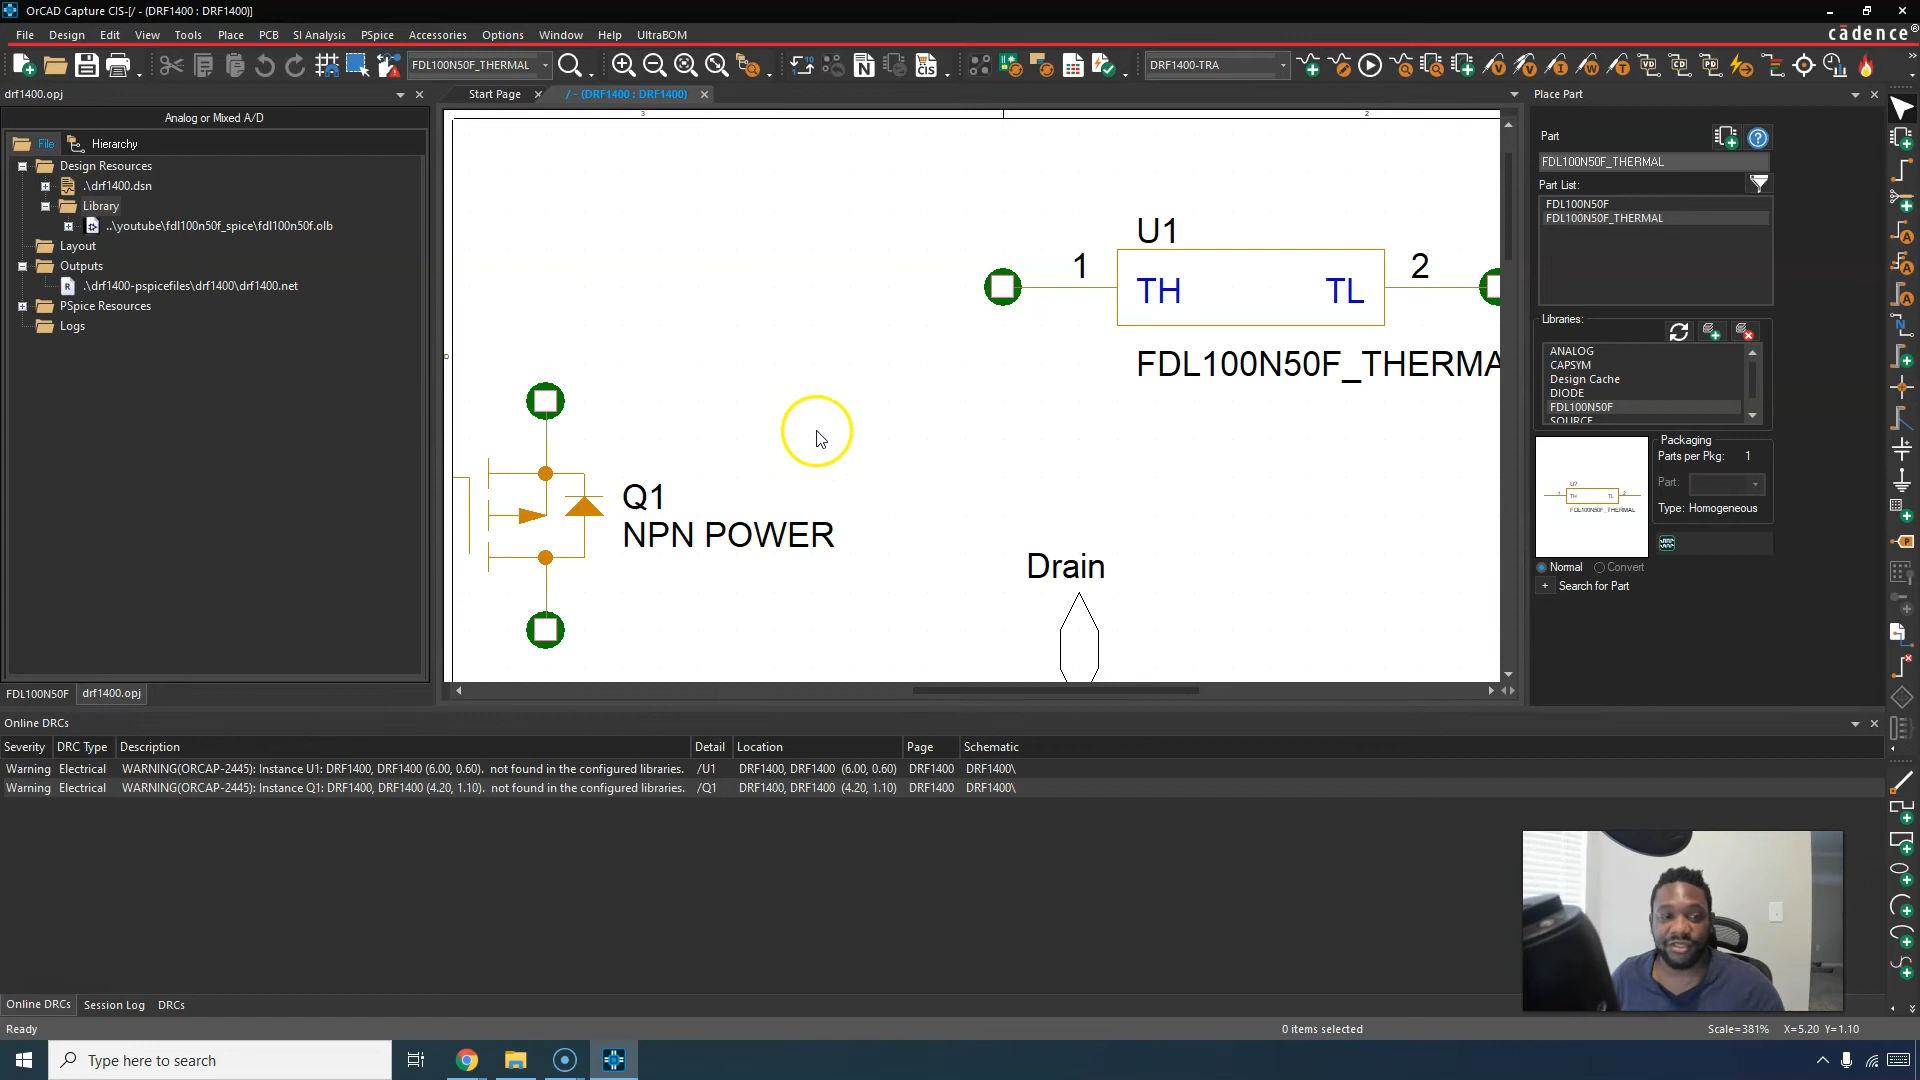 OrCAD Capture CIS-[/ - (DRF1400 : DRF1400)]
File Design Edit View Tools Place PCB SI Analysis PSpice Accessories Options Window Help UltraBOM
cadence®
FDL100N50F_THERMAL
DRF1400-TRA
drf1400.opj
Start Page
/ - (DRF1400 : DRF1400)
Place Part
Analog or Mixed A/D
File Hierarchy
Design Resources
.\drf1400.dsn
Library
..\youtube\fdl100n50f_spice\fdl100n50f.olb
Layout
Outputs
.\drf1400-pspicefiles\drf1400\drf1400.net
PSpice Resources
Logs
FDL100N50F drf1400.opj
3 2
U1
1 2
TH TL
FDL100N50F_THERMA
Q1
NPN POWER
Drain
Part
FDL100N50F_THERMAL
Part List:
FDL100N50F
FDL100N50F_THERMAL
Libraries:
ANALOG
CAPSYM
Design Cache
DIODE
FDL100N50F
SOURCE
U?
TH TL
FDL100N50F_THERMAL
Packaging
Parts per Pkg: 1
Part:
Type: Homogeneous
Normal Convert
Search for Part
Online DRCs
Severity DRC Type Description Detail Location Page Schematic
Warning Electrical WARNING(ORCAP-2445): Instance U1: DRF1400, DRF1400 (6.00, 0.60). not found in the configured libraries. /U1 DRF1400, DRF1400 (6.00, 0.60) DRF1400 DRF1400\
Warning Electrical WARNING(ORCAP-2445): Instance Q1: DRF1400, DRF1400 (4.20, 1.10). not found in the configured libraries. /Q1 DRF1400, DRF1400 (4.20, 1.10) DRF1400 DRF1400\
Online DRCs Session Log DRCs
Ready
0 items selected
Scale=381% X=5.20 Y=1.10
Type here to search